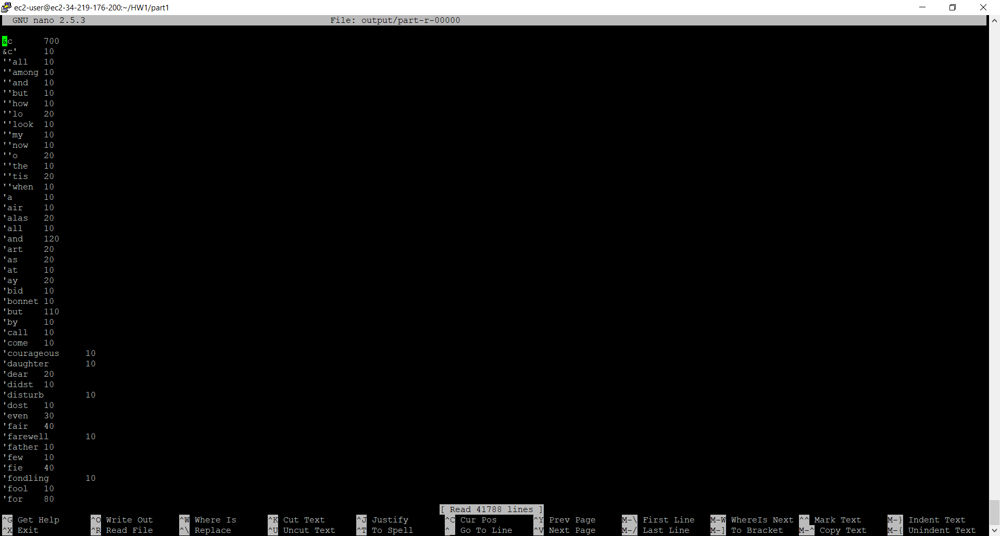 ec2-user@ec2-34-219-176-200:~/HW1/part1
GNU nano 2.5.3 File: output/part-r-00000
&c 700
&c' 10
''all 10
''among 10
''and 10
''but 10
''how 10
''lo 20
''look 10
''my 10
''now 10
''o 20
''the 10
''tis 20
''when 10
'a 10
'air 10
'alas 20
'all 10
'and 120
'art 20
'as 20
'at 10
'ay 20
'bid 10
'bonnet 10
'but 110
'by 10
'call 10
'come 10
'courageous 10
'daughter 10
'dear 20
'didst 10
'disturb 10
'dost 10
'even 30
'fair 40
'farewell 10
'father 10
'few 10
'fie 40
'fondling 10
'fool 10
'for 80
[ Read 41788 lines ]
^G Get Help ^O Write Out ^W Where Is ^K Cut Text ^J Justify ^C Cur Pos ^Y Prev Page M-\ First Line M-W WhereIs Next ^^ Mark Text M-} Indent Text
^X Exit ^R Read File ^\ Replace ^U Uncut Text ^T To Spell ^_ Go To Line ^V Next Page M-/ Last Line M-] To Bracket M-^ Copy Text M-{ Unindent Text